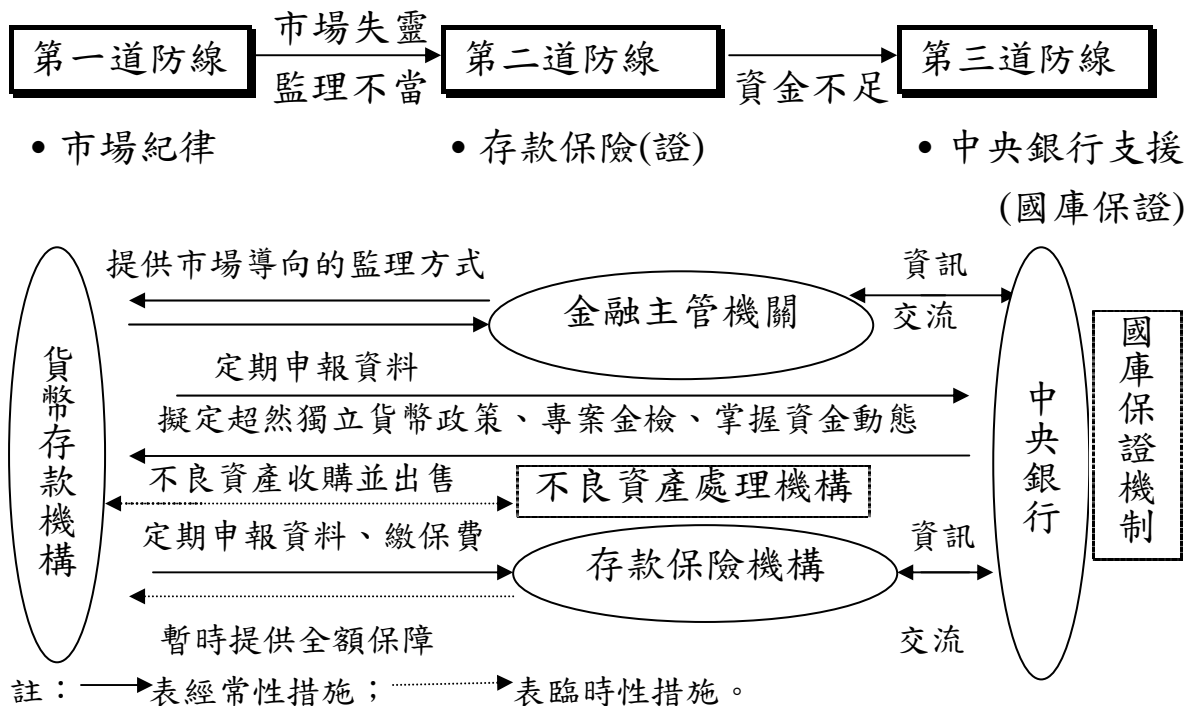 市場失靈
第一道防線 第二道防線 第三道防線
監理不當 資金不足
• 市場紀律 • 存款保險(證) • 中央銀行支援
(國庫保證)
提供市場導向的監理方式 資訊
金融主管機關
交流
定期申報資料
擬定超然獨立貨幣政策、專案金檢、掌握資金動態
不良資產收購並出售 不良資產處理機構
定期申報資料、繳保費 資訊
存款保險機構
暫時提供全額保障 交流
貨幣存款機構
中央銀行
國庫保證機制
註：表經常性措施； 表臨時性措施。